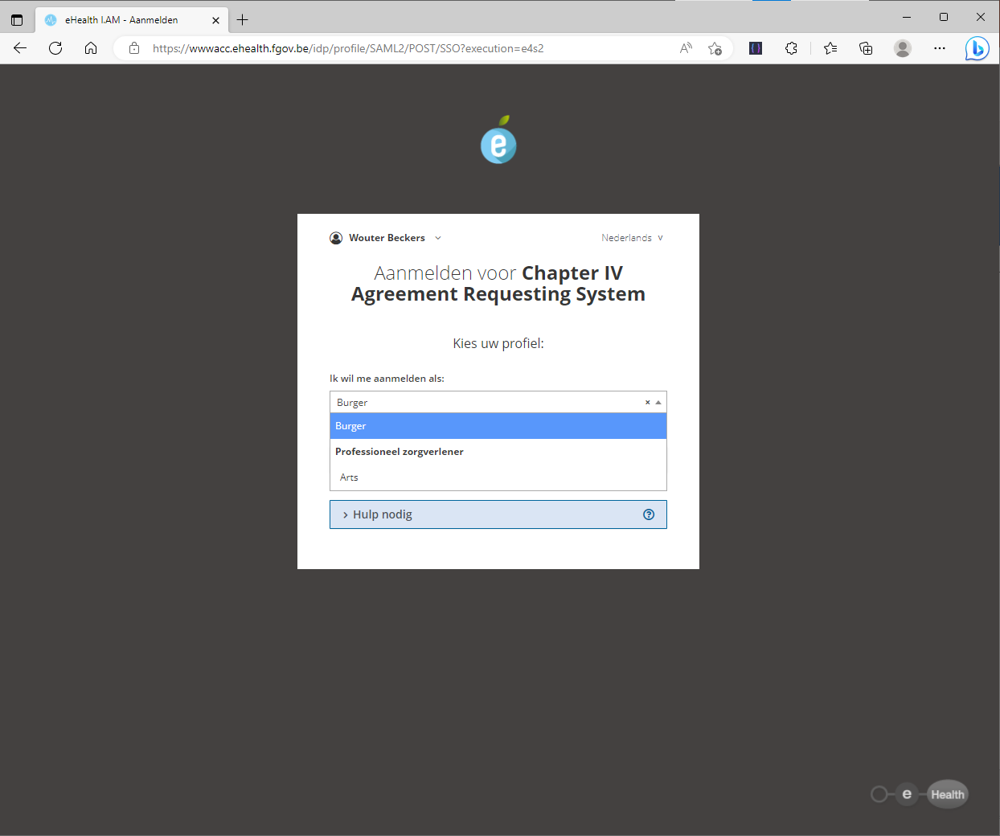 eHealth I.AM - Aanmelden
https://wwwacc.ehealth.fgov.be/idp/profile/SAML2/POST/SSO?execution=e4s2
e
Wouter Beckers
Nederlands
Aanmelden voor Chapter IV
Agreement Requesting System
Kies uw profiel:
Ik wil me aanmelden als:
Burger
Burger
Professioneel zorgverlener
Arts
Hulp nodig
e Health